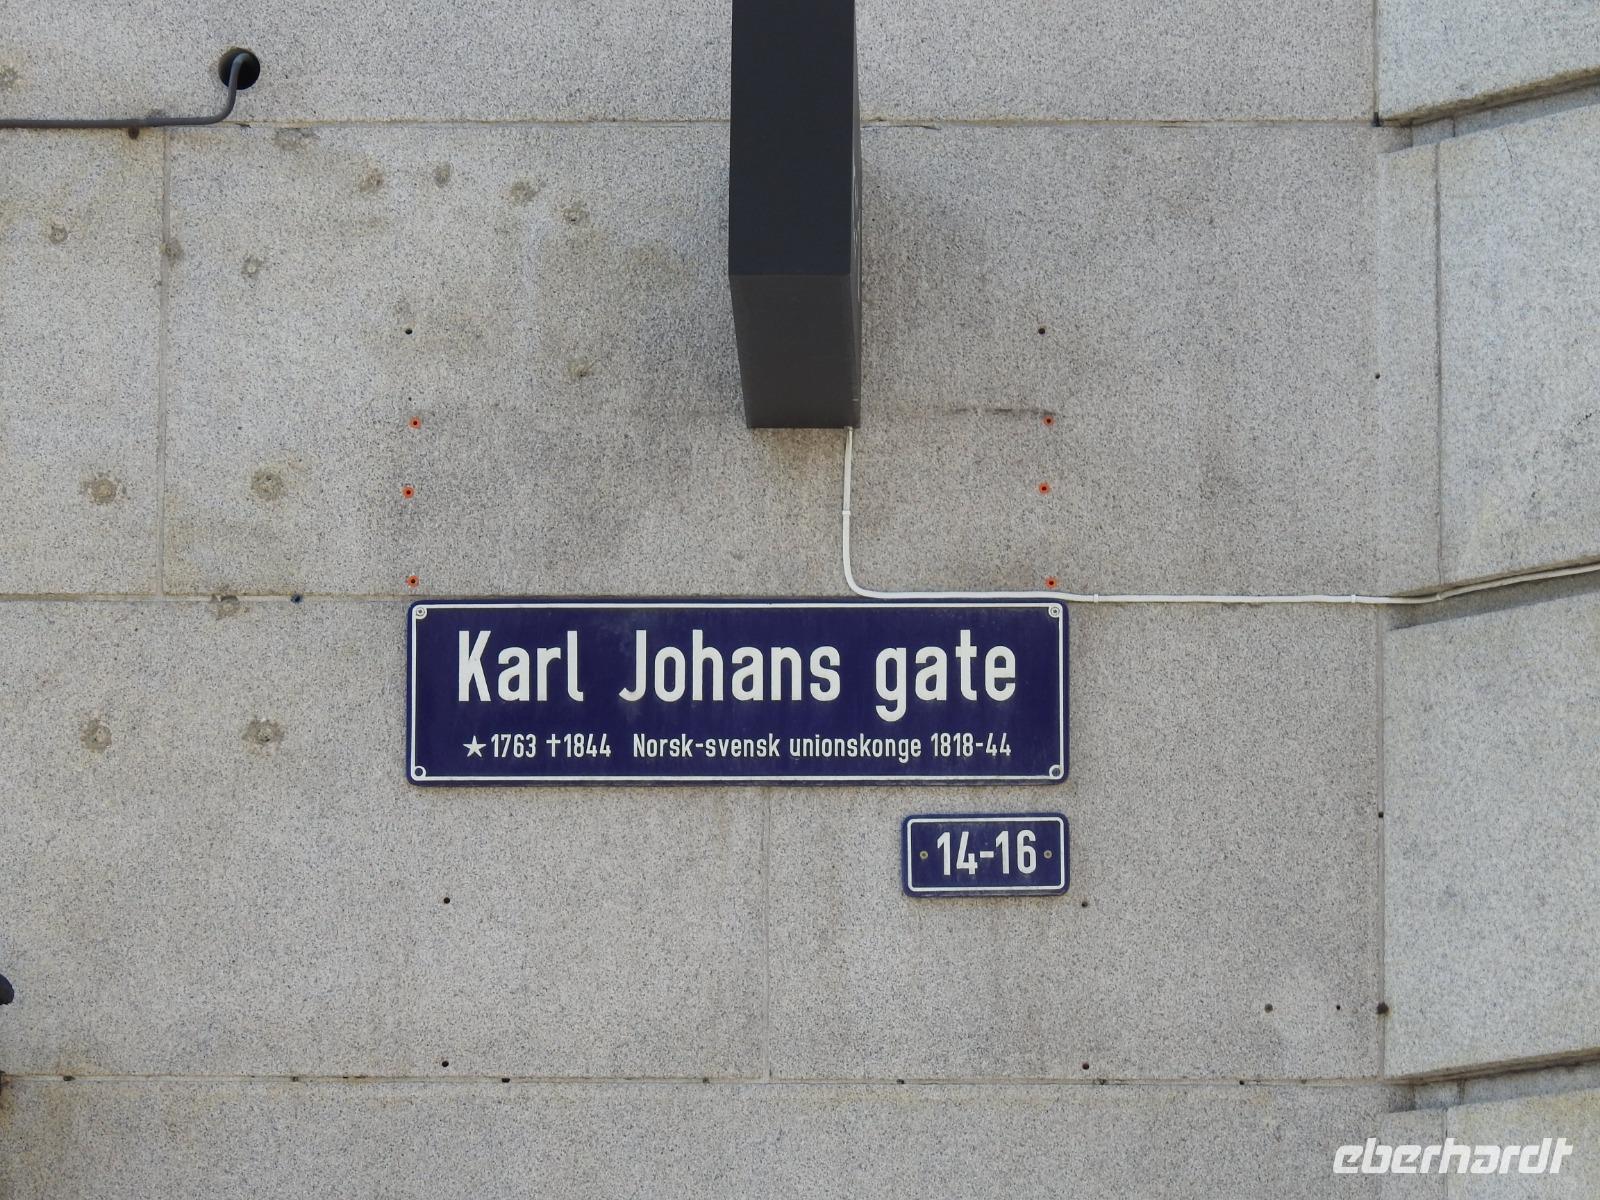 Karl Johans gate
★1763 ✝1844 Norsk-svensk unionskonge 1818-44
14-16
eberhardt